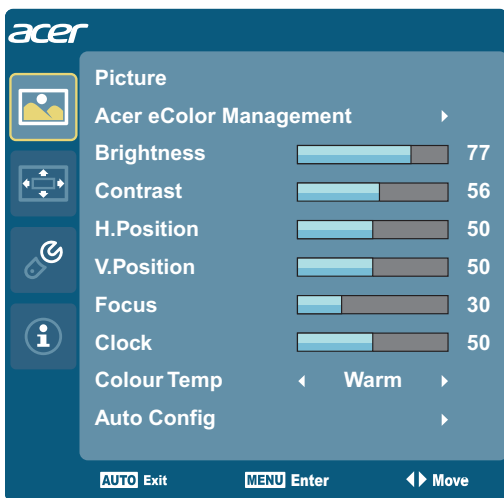 acer
Picture
Acer eColor Management
Brightness 77
Contrast 56
H.Position 50
V.Position 50
Focus 30
Clock 50
Colour Temp Warm
Auto Config
AUTO Exit MENU Enter Move